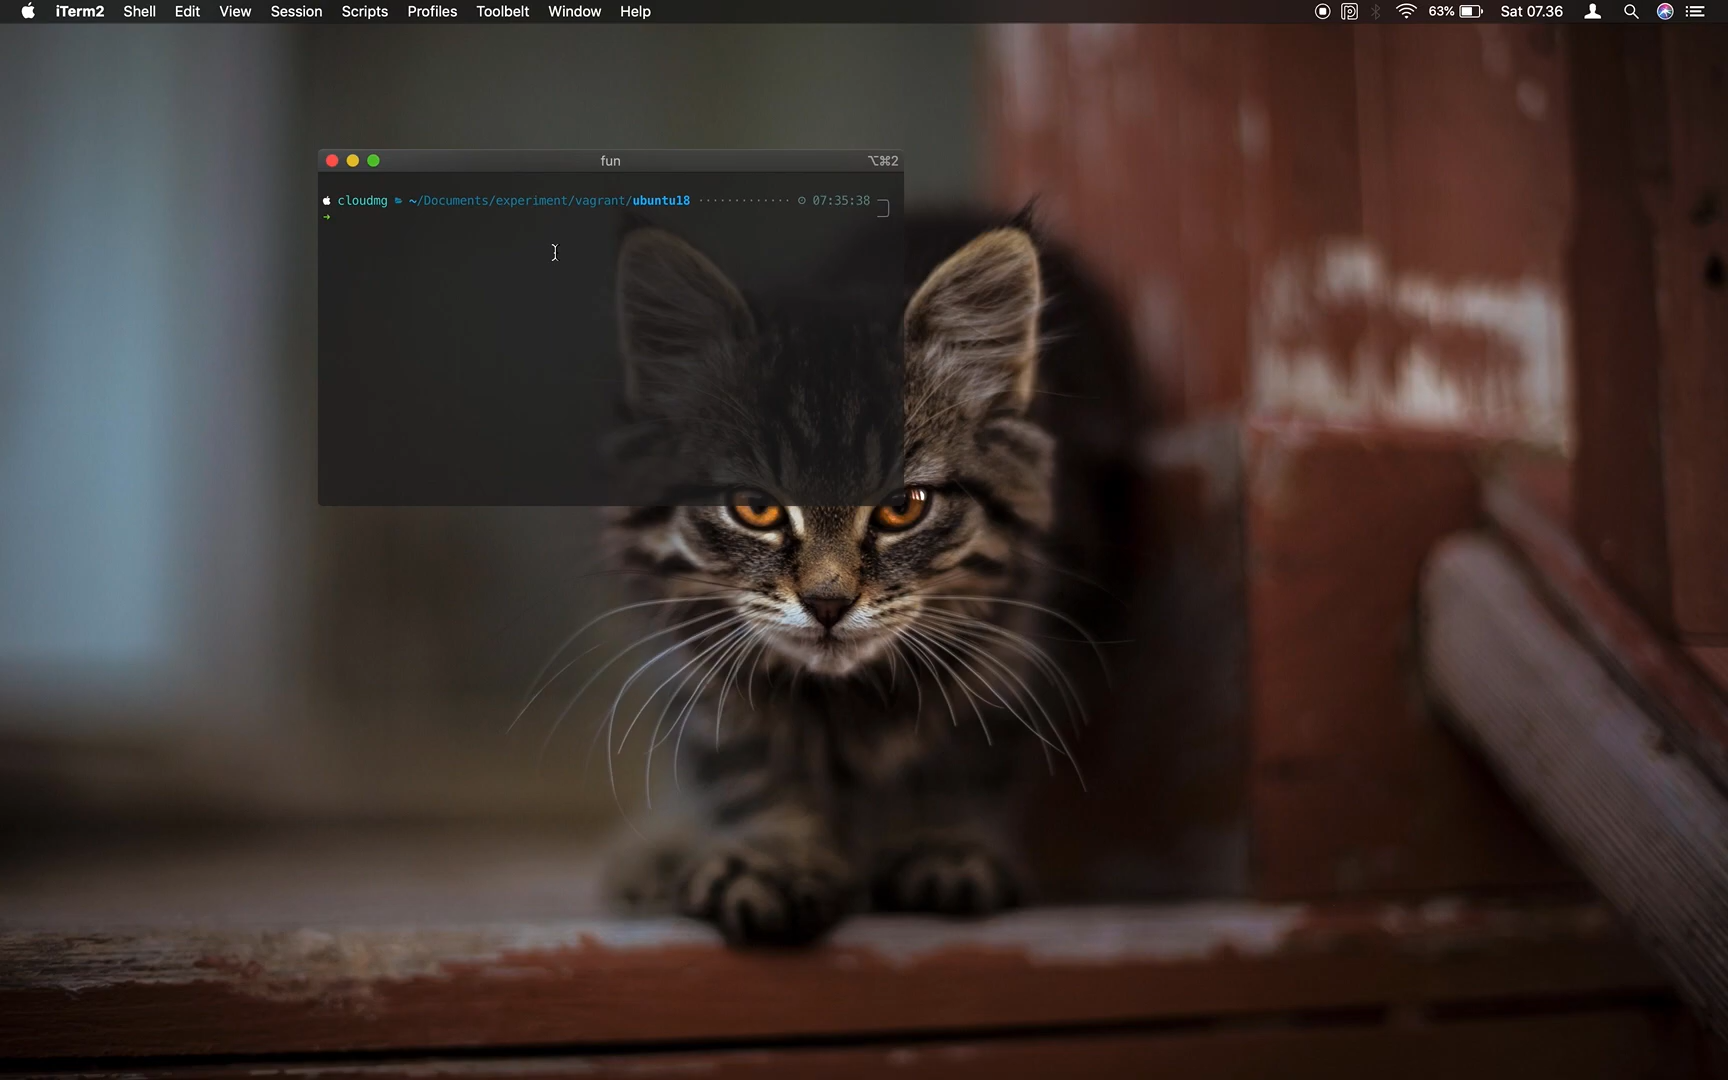 iTerm2 Shell Edit View Session Scripts Profiles Toolbelt Window Help 63% Sat 07.36
fun ⌥⌘2
cloudmg ~/Documents/experiment/vagrant/ubuntu18 ············· 07:35:38
➜